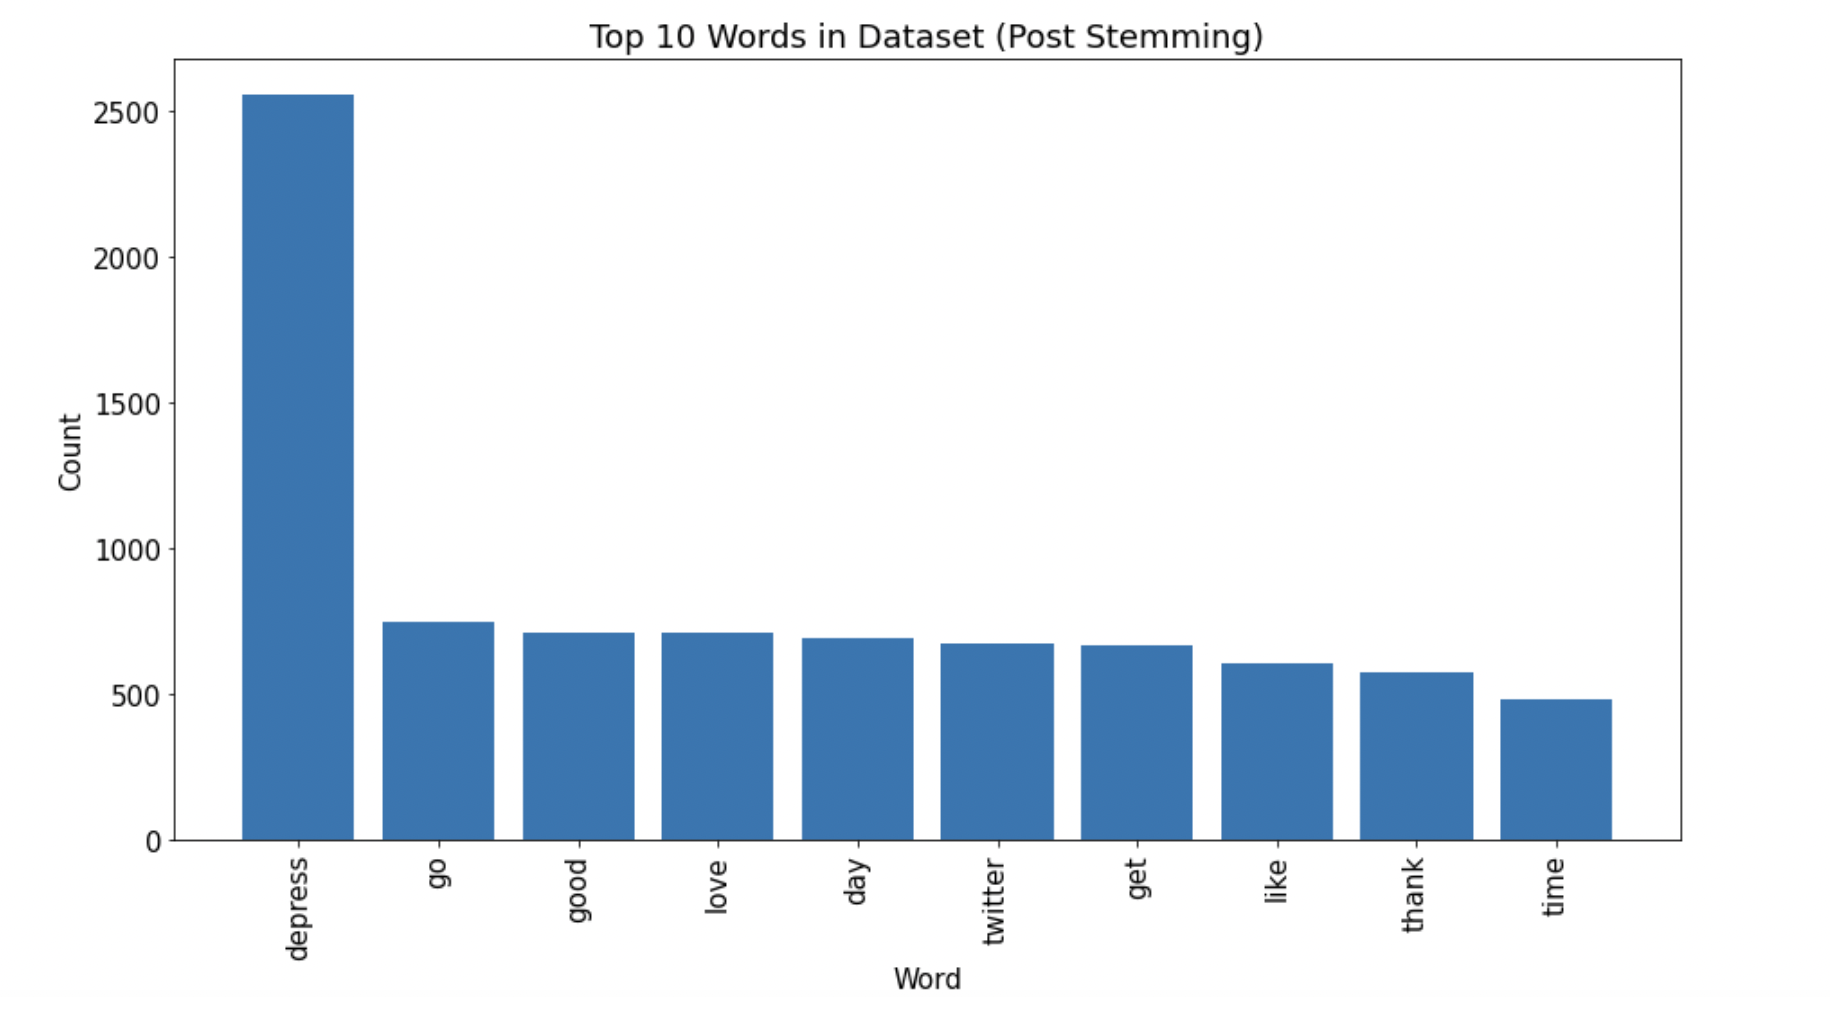 Top 10 Words in Dataset (Post Stemming)
Count
2500
2000
1500
1000
500
0
depress
go
good
love
day
twitter
get
like
thank
time
Word